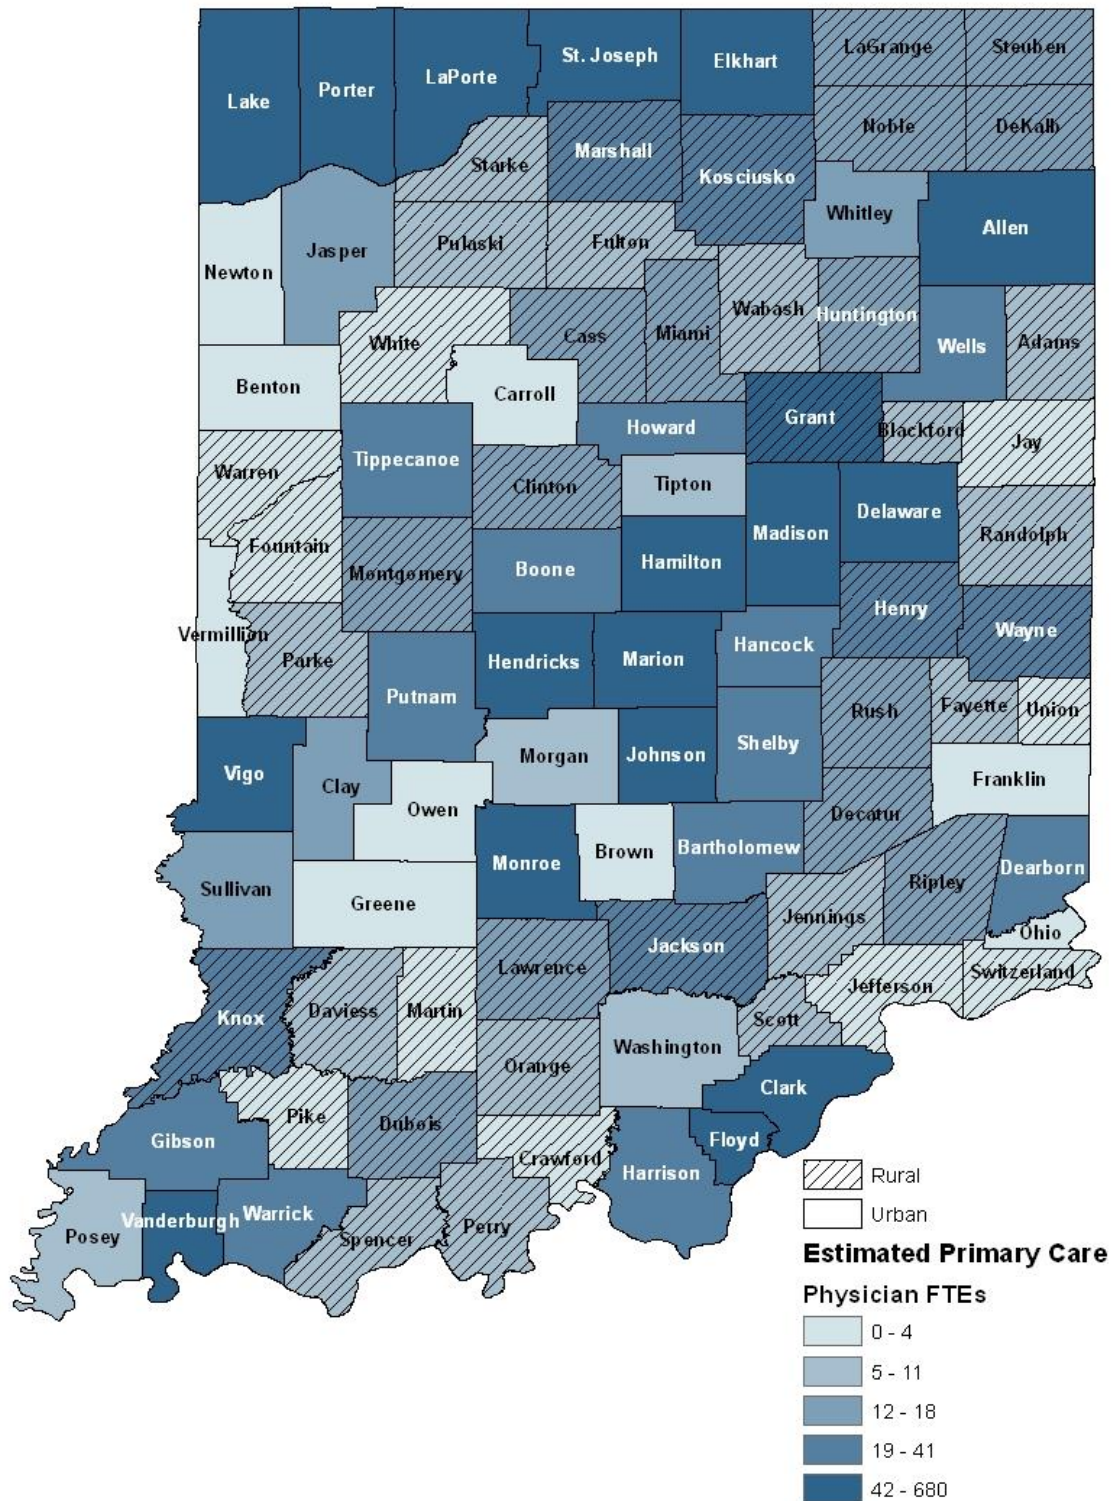 LaGrange
Steuben
St. Joseph
Elkhart
LaPorte
Porter
Lake
Noble
DeKalb
Marshall
Starke
Kosciusko
Whitley
Allen
Jasper
Pulaski
Fulton
Newton
Wabash
Huntington
White
Cass
Miami
Wells
Adams
Benton
Carroll
Grant
Howard
Blackford
Jay
Tippecanoe
Warren
Clinton
Tipton
Delaware
Madison
Randolph
Fountain
Montgomery
Boone
Hamilton
Henry
Wayne
Vermillion
Parke
Hendricks
Marion
Hancock
Putnam
Rush
Fayette
Union
Morgan
Johnson
Shelby
Vigo
Clay
Franklin
Owen
Decatur
Monroe
Brown
Bartholomew
Dearborn
Sullivan
Greene
Ripley
Jennings
Ohio
Jackson
Lawrence
Switzerland
Jefferson
Knox
Daviess
Martin
Scott
Washington
Orange
Clark
Pike
Dubois
Gibson
Floyd
Crawford
Harrison
Vanderburgh
Warrick
Posey
Spencer
Perry
Rural
Urban
Estimated Primary Care
Physician FTEs
0 - 4
5 - 11
12 - 18
19 - 41
42 - 680